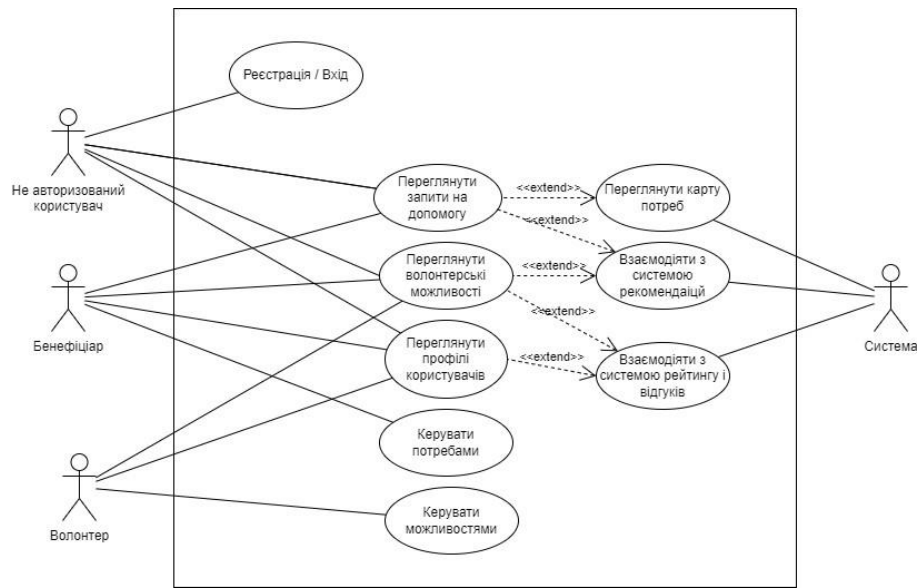 Реєстрація / Вхід
Не авторизований
користувач
Переглянути
запити на
допомогу
<<extend>>
Переглянути карту
потреб
<<extend>>
Переглянути
волонтерські
можливості
<<extend>>
Взаємодіяти з
системою
рекомендаіцй
Бенефіціар
Система
<<extend>>
Переглянути
профілі
користувачів
<<extend>>
Взаємодіяти з
системою рейтингу і
відгуків
Керувати
потребами
Волонтер
Керувати
можливостями